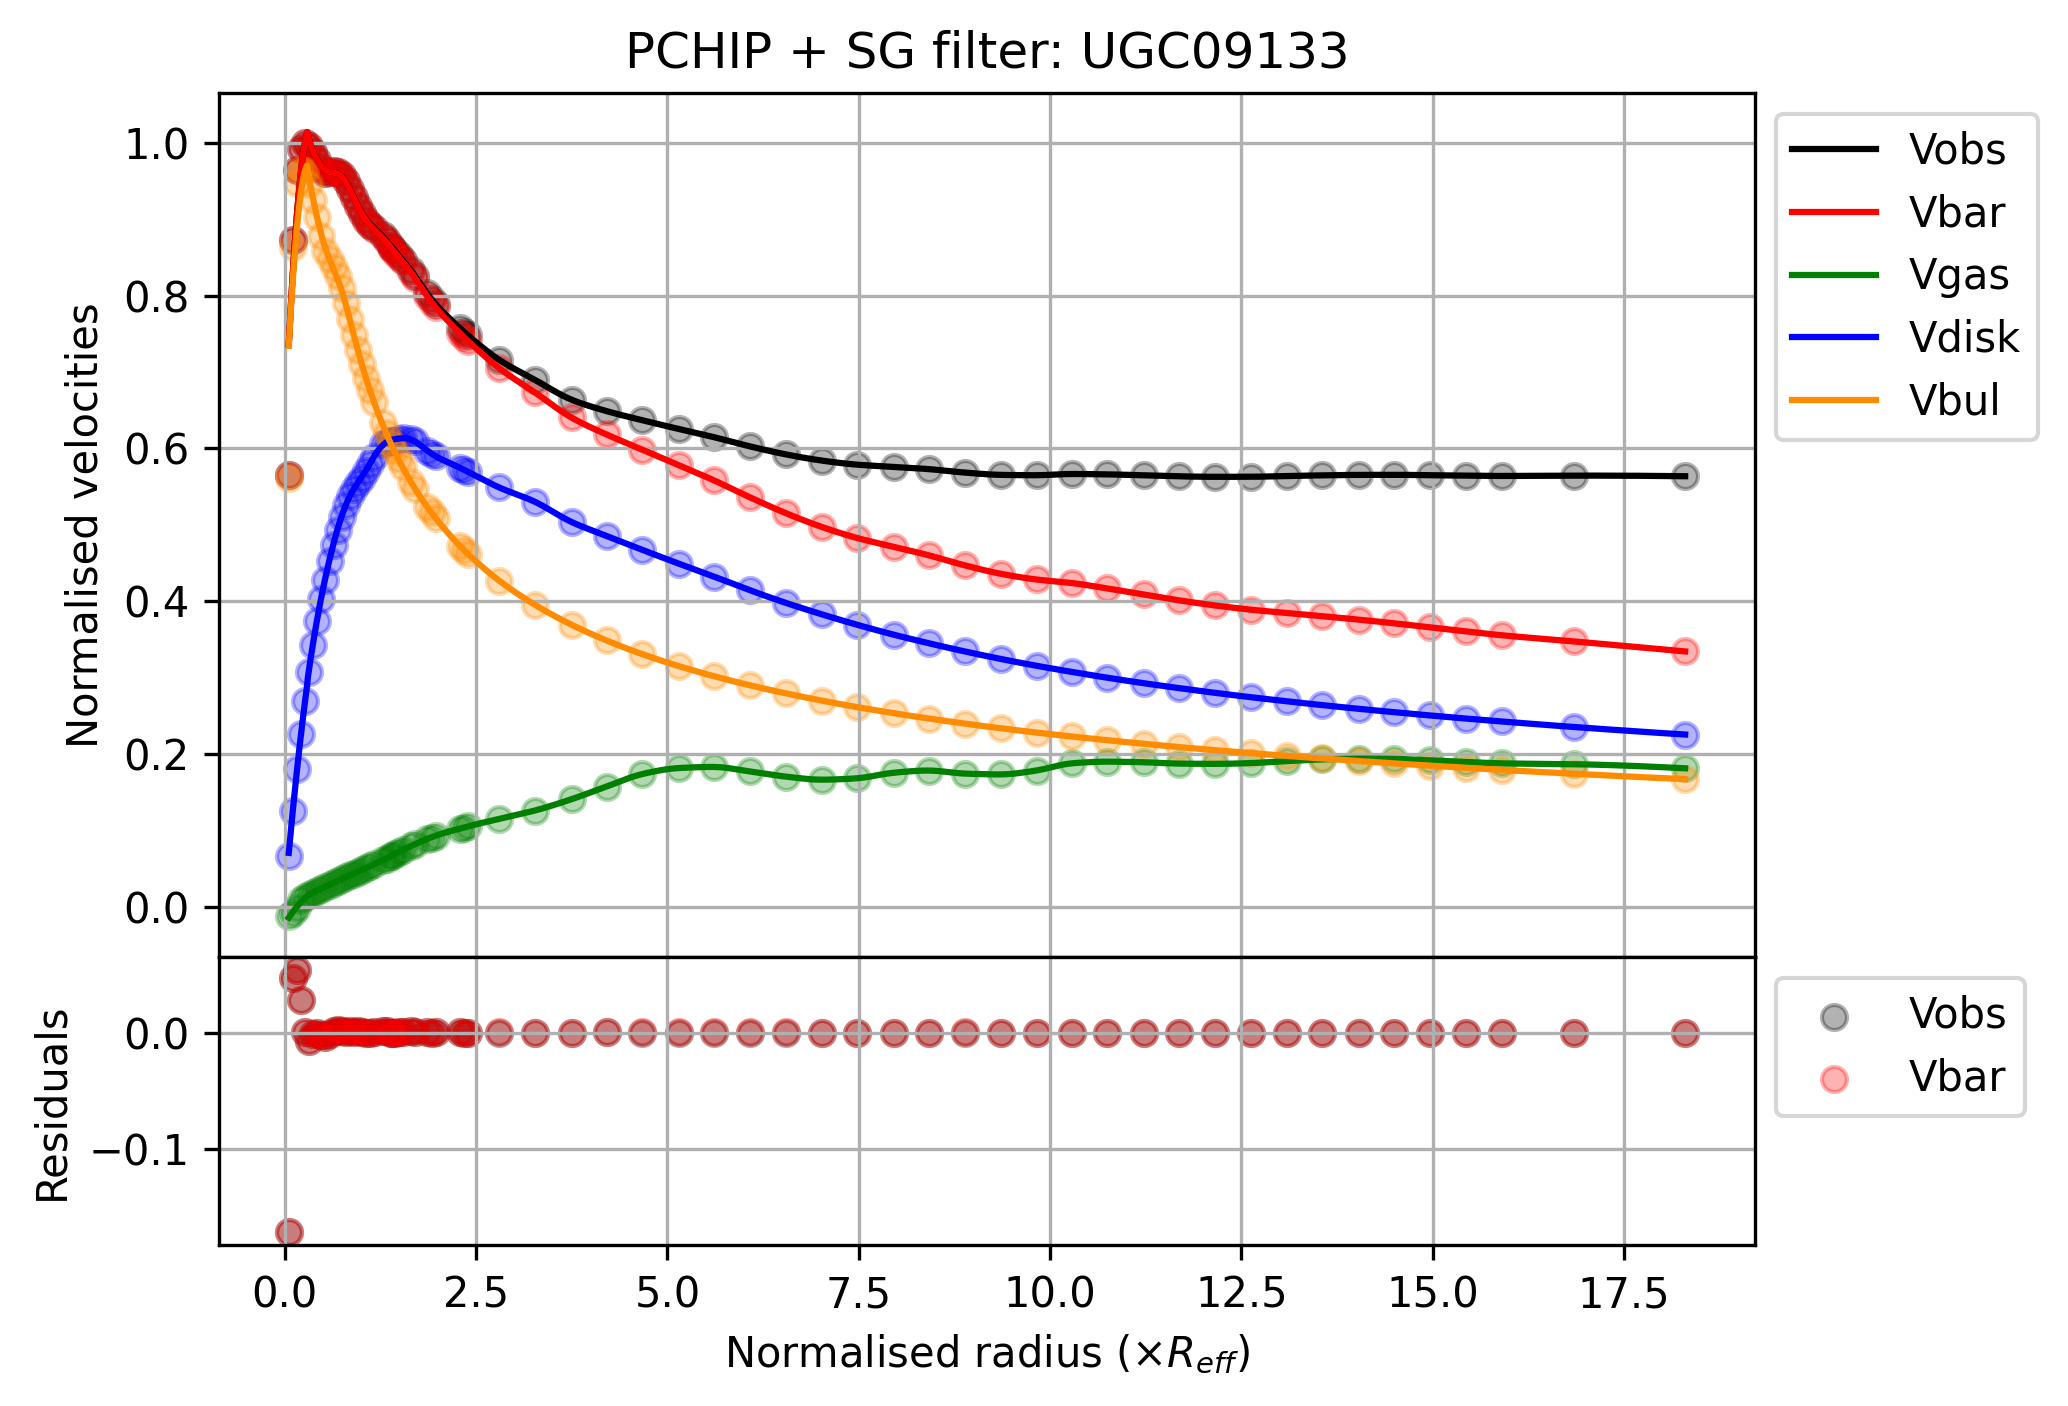 PCHIP + SG filter: UGC09133
1.0
0.8
0.6
0.4
0.2
0.0
Normalised velocities
Vobs
Vbar
Vgas
Vdisk
Vbul
0.0
−0.1
Residuals
Vobs
Vbar
0.0 2.5 5.0 7.5 10.0 12.5 15.0 17.5
Normalised radius (×R_{eff})